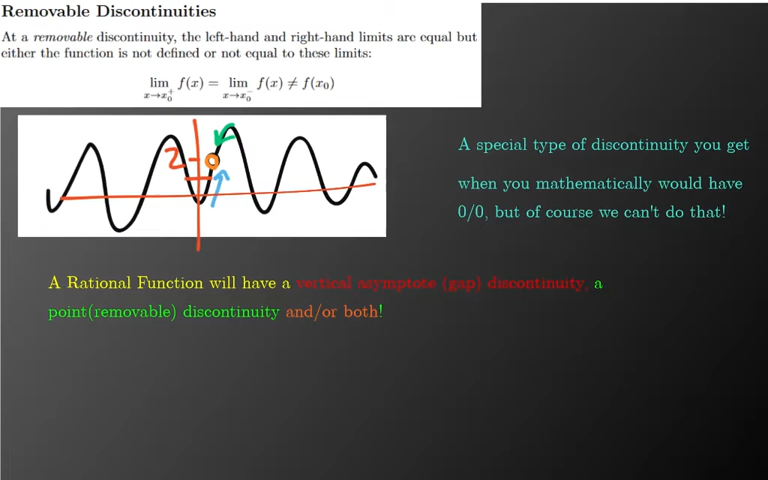 Removable Discontinuities
At a removable discontinuity, the left-hand and right-hand limits are equal but
either the function is not defined or not equal to these limits:
lim x→x₀⁺ f(x) = lim x→x₀⁻ f(x) ≠ f(x₀)
2
A special type of discontinuity you get
when you mathematically would have
0/0, but of course we can't do that!
A Rational Function will have a vertical asymptote (gap) discontinuity, a
point(removable) discontinuity and/or both!